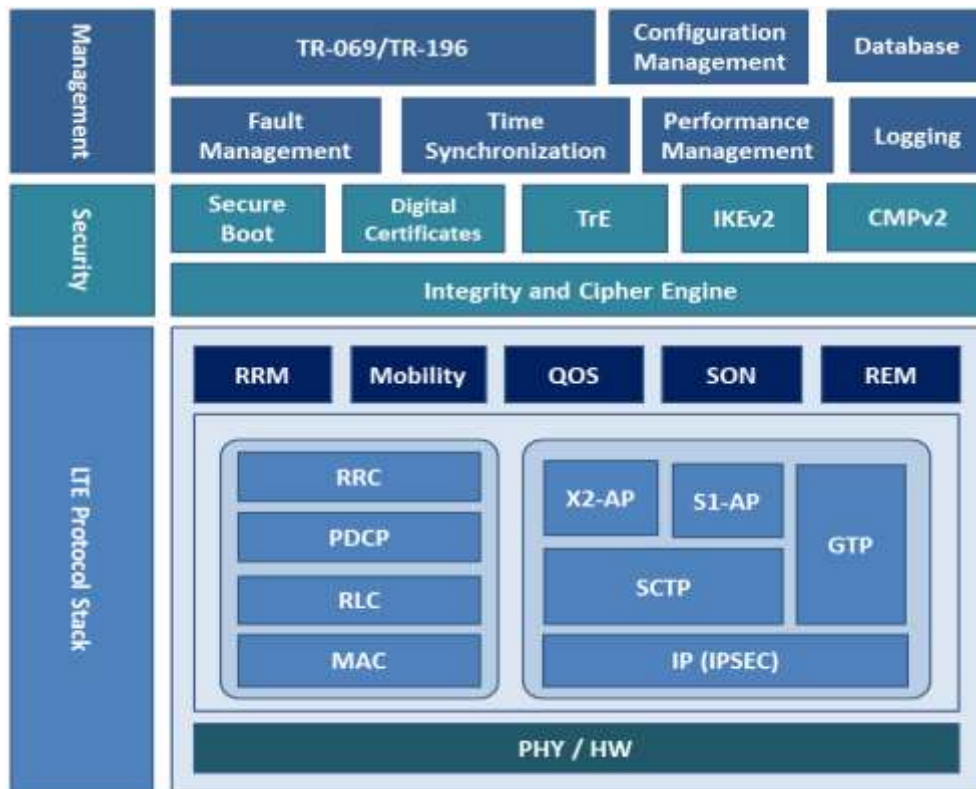 Management
TR-069/TR-196
Configuration
Management
Database
Fault
Management
Time
Synchronization
Performance
Management
Logging
Security
Secure
Boot
Digital
Certificates
TrE
IKEv2
CMPv2
Integrity and Cipher Engine
LTE Protocol Stack
RRM
Mobility
QOS
SON
REM
RRC
PDCP
RLC
MAC
X2-AP
S1-AP
GTP
SCTP
IP (IPSEC)
PHY / HW